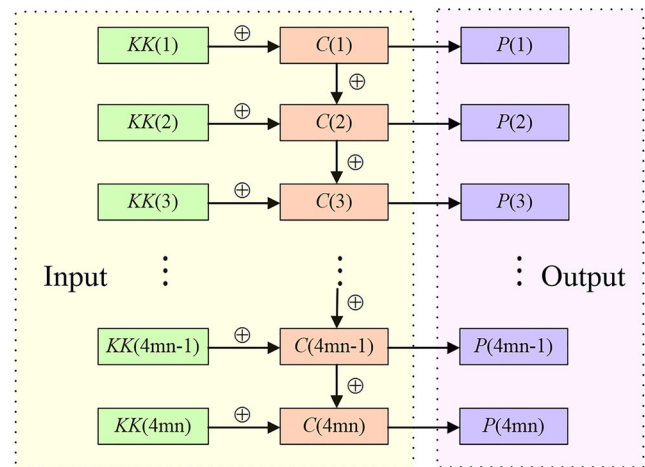 KK(1) ⊕ C(1) P(1)
⊕
KK(2) ⊕ C(2) P(2)
⊕
KK(3) ⊕ C(3) P(3)
Input ⋮ ⋮ ⋮ Output
⊕
KK(4mn-1) ⊕ C(4mn-1) P(4mn-1)
⊕
KK(4mn) ⊕ C(4mn) P(4mn)